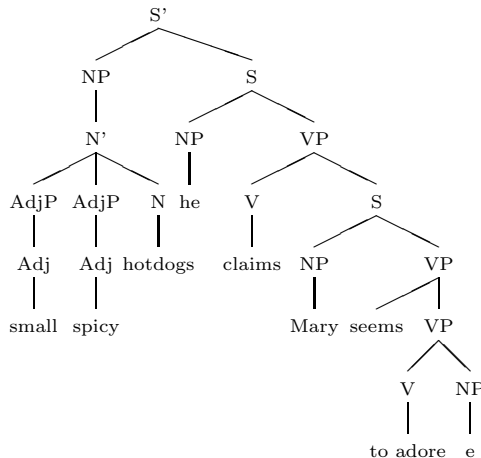 S'
NP S
N' NP VP
AdjP AdjP N he V S
Adj Adj hotdogs claims NP VP
small spicy Mary seems VP
V NP
to adore e